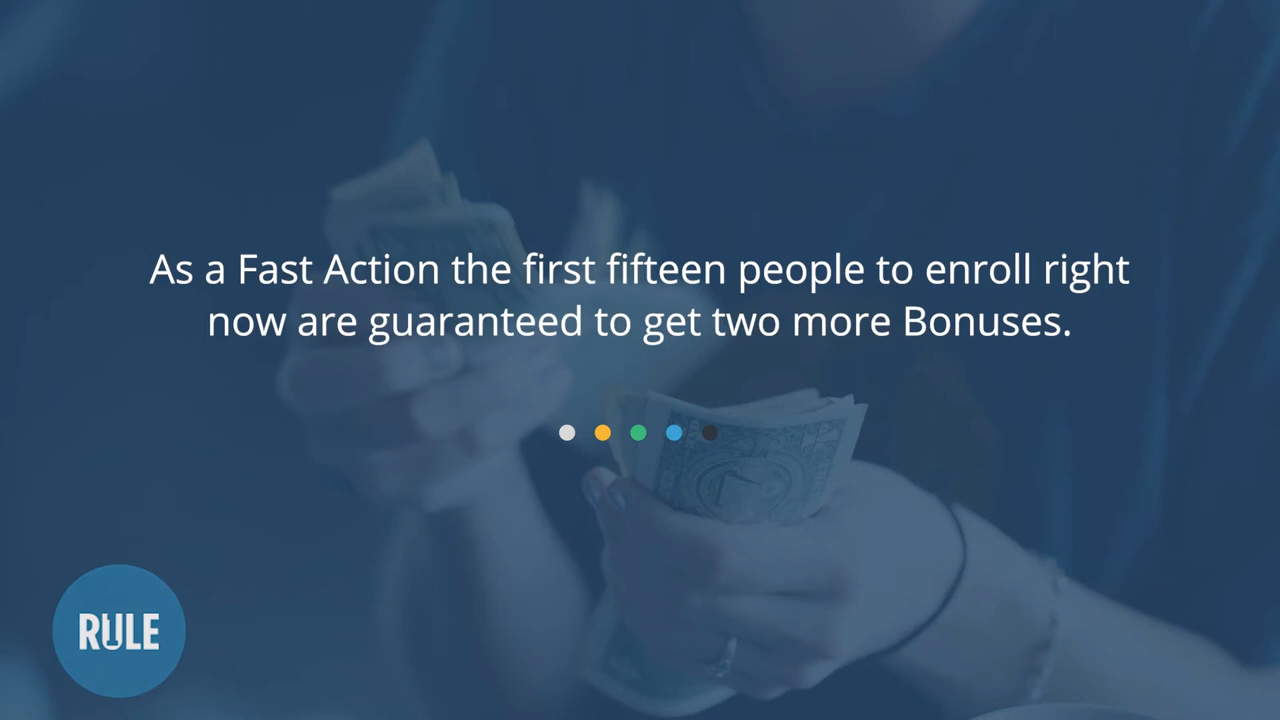 As a Fast Action the first fifteen people to enroll right
now are guaranteed to get two more Bonuses.
RULE